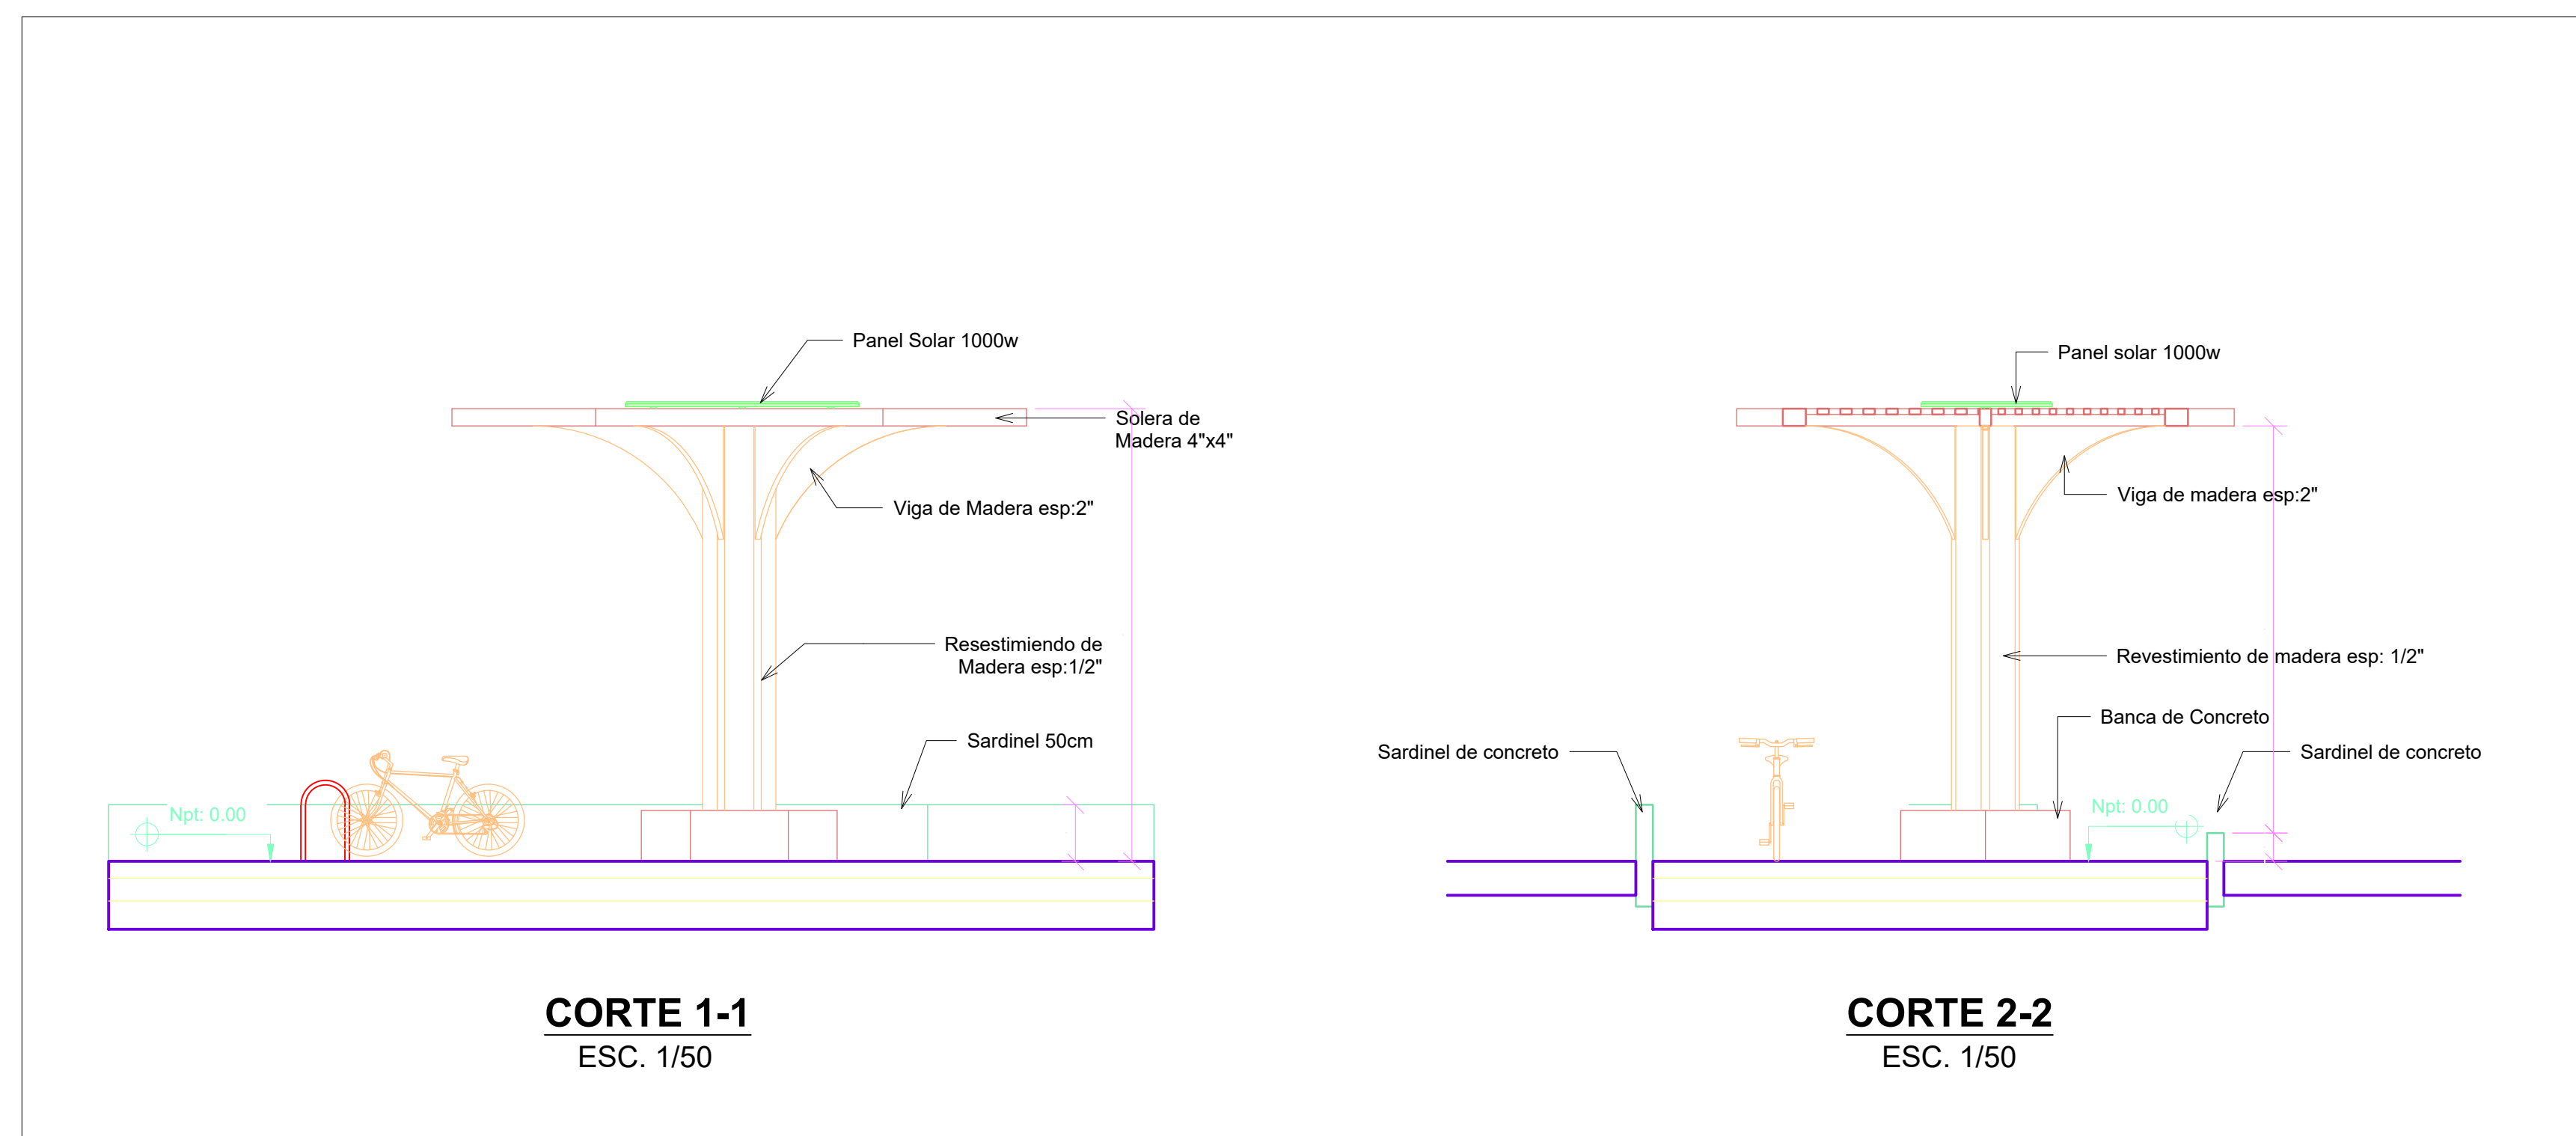 Panel Solar 1000w
Solera de
Madera 4"x4"
Viga de Madera esp:2"
Resestimiendo de
Madera esp:1/2"
Sardinel 50cm
Npt: 0.00
CORTE 1-1
ESC. 1/50
Panel solar 1000w
Viga de madera esp:2"
Revestimiento de madera esp: 1/2"
Banca de Concreto
Sardinel de concreto
Sardinel de concreto
Npt: 0.00
CORTE 2-2
ESC. 1/50